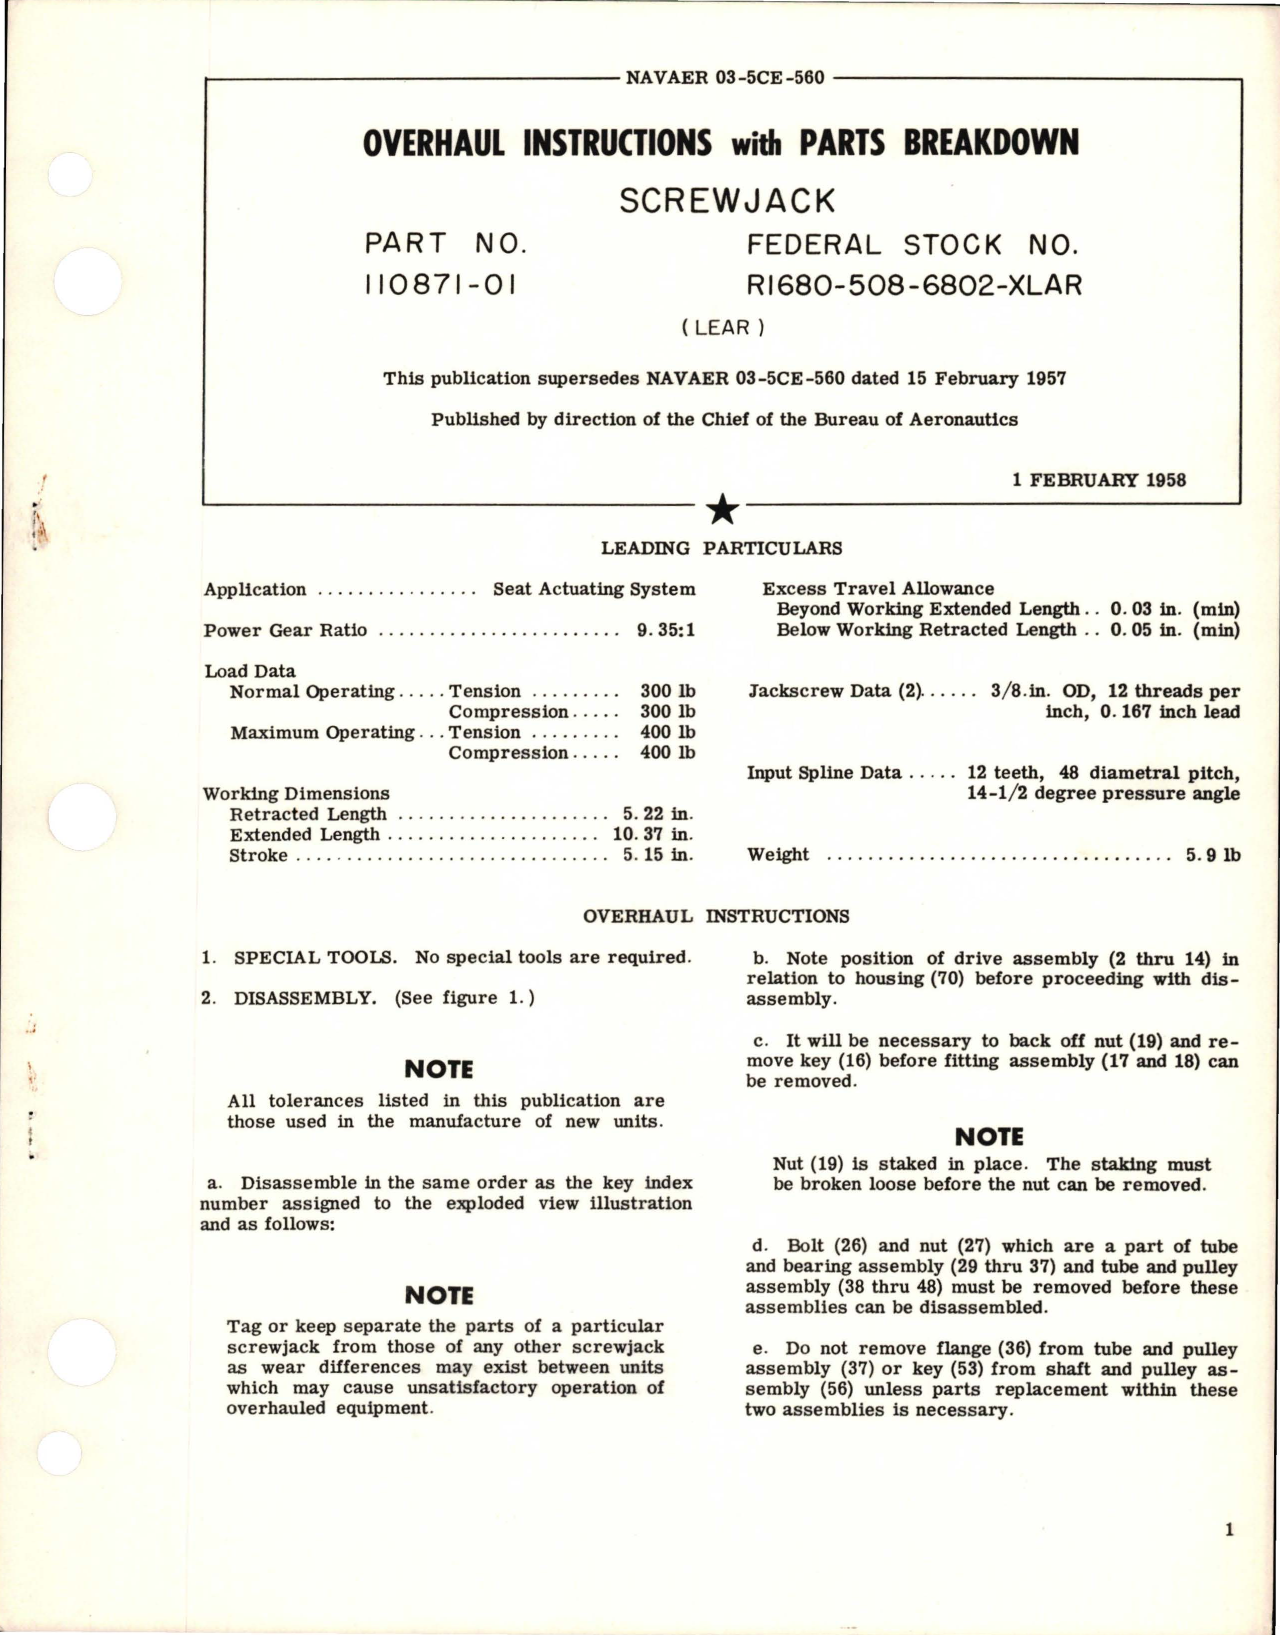 NAVAER 03-5CE-560
OVERHAUL INSTRUCTIONS with PARTS BREAKDOWN
SCREWJACK
PART NO.
110871-01
FEDERAL STOCK NO.
R1680-508-6802-XLAR
( LEAR )
This publication supersedes NAVAER 03-5CE-560 dated 15 February 1957
Published by direction of the Chief of the Bureau of Aeronautics
1 FEBRUARY 1958
LEADING PARTICULARS
Application ................ Seat Actuating System
Power Gear Ratio ........................ 9.35:1
Load Data
Normal Operating ..... Tension ......... 300 lb
Compression ..... 300 lb
Maximum Operating ... Tension ......... 400 lb
Compression ..... 400 lb
Working Dimensions
Retracted Length ..................... 5.22 in.
Extended Length ..................... 10.37 in.
Stroke ............................... 5.15 in.
Excess Travel Allowance
Beyond Working Extended Length .. 0.03 in. (min)
Below Working Retracted Length .. 0.05 in. (min)
Jackscrew Data (2) ...... 3/8.in. OD, 12 threads per
inch, 0.167 inch lead
Input Spline Data ..... 12 teeth, 48 diametral pitch,
14-1/2 degree pressure angle
Weight .................................. 5.9 lb
OVERHAUL INSTRUCTIONS
1. SPECIAL TOOLS. No special tools are required.
2. DISASSEMBLY. (See figure 1.)
NOTE
All tolerances listed in this publication are
those used in the manufacture of new units.
a. Disassemble in the same order as the key index
number assigned to the exploded view illustration
and as follows:
NOTE
Tag or keep separate the parts of a particular
screwjack from those of any other screwjack
as wear differences may exist between units
which may cause unsatisfactory operation of
overhauled equipment.
b. Note position of drive assembly (2 thru 14) in
relation to housing (70) before proceeding with dis-
assembly.
c. It will be necessary to back off nut (19) and re-
move key (16) before fitting assembly (17 and 18) can
be removed.
NOTE
Nut (19) is staked in place. The staking must
be broken loose before the nut can be removed.
d. Bolt (26) and nut (27) which are a part of tube
and bearing assembly (29 thru 37) and tube and pulley
assembly (38 thru 48) must be removed before these
assemblies can be disassembled.
e. Do not remove flange (36) from tube and pulley
assembly (37) or key (53) from shaft and pulley as-
sembly (56) unless parts replacement within these
two assemblies is necessary.
1